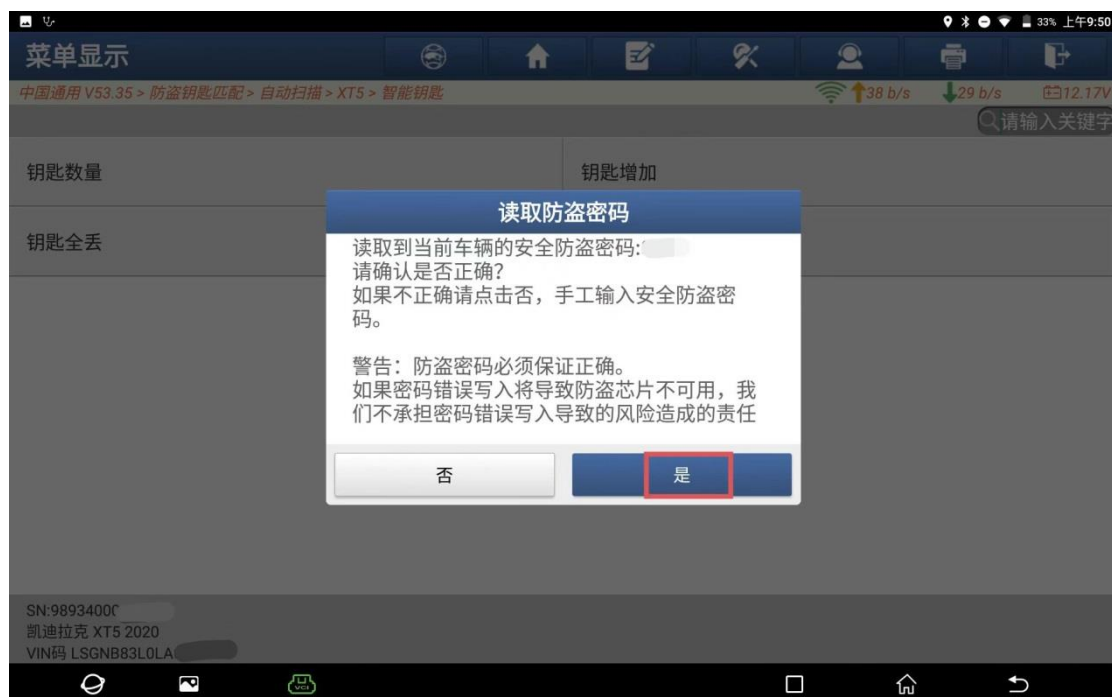 33% 上午9:50
菜单显示
中国通用 V53.35 > 防盗钥匙匹配 > 自动扫描 > XT5 > 智能钥匙
38 b/s 29 b/s 12.17V
请输入关键字
钥匙数量 钥匙增加
读取防盗密码
钥匙全丢
读取到当前车辆的安全防盗密码:
请确认是否正确?
如果不正确请点击否，手工输入安全防盗密
码。
警告：防盗密码必须保证正确。
如果密码错误写入将导致防盗芯片不可用，我
们不承担密码错误写入导致的风险造成的责任
否 是
SN:98934000
凯迪拉克 XT5 2020
VIN码 LSGNB83L0LA
VCI